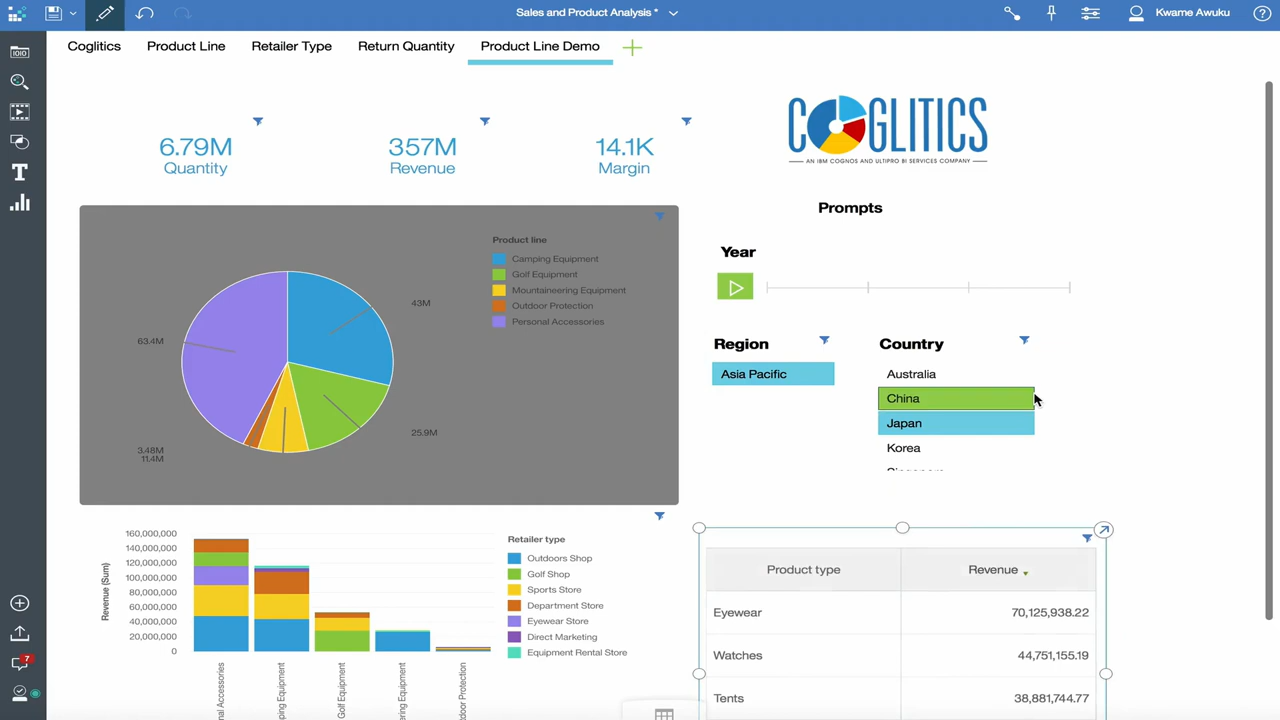 Sales and Product Analysis *
Kwame Awuku
Coglitics
Product Line
Retailer Type
Return Quantity
Product Line Demo
6.79M
Quantity
357M
Revenue
14.1K
Margin
COGLITICS
AN IBM COGNOS AND ULTIPRO BI SERVICES COMPANY
Prompts
Year
Region
Asia Pacific
Country
Australia
China
Japan
Korea
Product line
Camping Equipment
Golf Equipment
Mountaineering Equipment
Outdoor Protection
Personal Accessories
43M
63.4M
25.9M
3.48M
11.4M
Revenue (Sum)
160,000,000
140,000,000
120,000,000
100,000,000
80,000,000
60,000,000
40,000,000
20,000,000
0
Accessories
Equipment
Golf Equipment
Equipment
Protection
Retailer type
Outdoors Shop
Golf Shop
Sports Store
Department Store
Eyewear Store
Direct Marketing
Equipment Rental Store
Product type Revenue
Eyewear 70,125,938.22
Watches 44,751,155.19
Tents 38,881,744.77
7